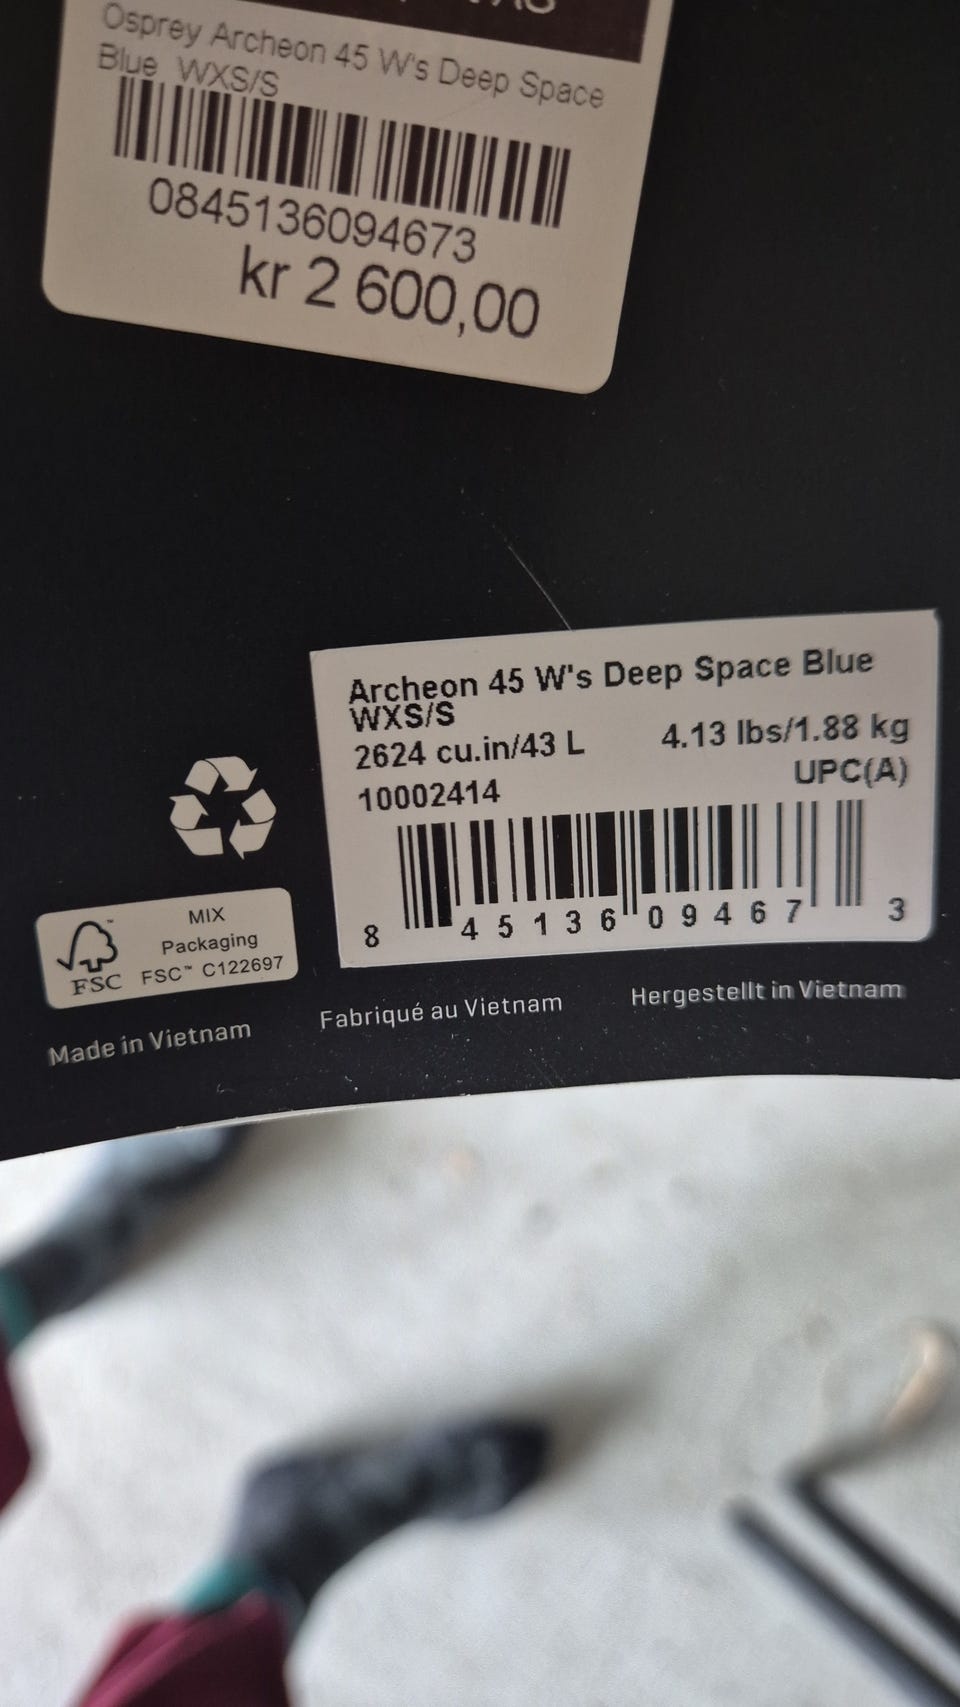 Osprey Archeon 45 W's Deep Space
Blue WXS/S
0845136094673
kr 2 600,00
Archeon 45 W's Deep Space Blue
WXS/S
2624 cu.in/43 L 4.13 lbs/1.88 kg
10002414 UPC(A)
8 45136 09467 3
MIX
Packaging
FSC™ C122697
FSC
Made in Vietnam
Fabriqué au Vietnam
Hergestellt in Vietnam